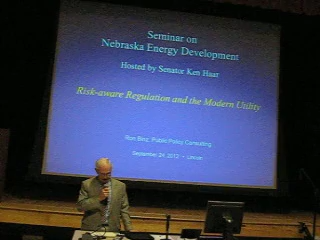 Seminar on
Nebraska Energy Development
Hosted by Senator Ken Haar
Risk-aware Regulation and the Modern Utility
Ron Binz, Public Policy Consulting
September 24, 2012 • Lincoln